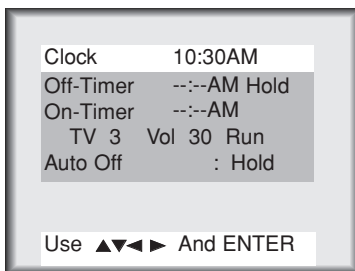 Clock 10:30AM
Off-Timer --:--AM Hold
On-Timer --:--AM
TV 3 Vol 30 Run
Auto Off : Hold
Use ▲▼◄ ► And ENTER